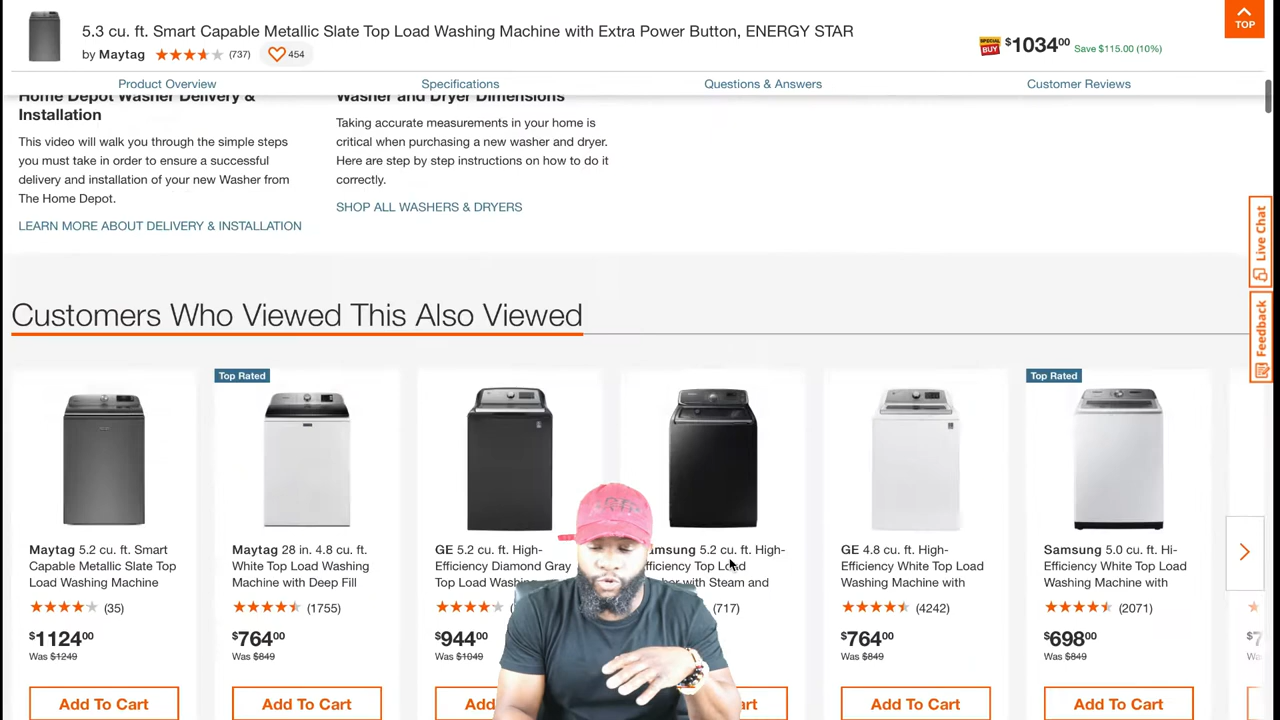 5.3 cu. ft. Smart Capable Metallic Slate Top Load Washing Machine with Extra Power Button, ENERGY STAR
by Maytag (737) 454
SPECIAL BUY $1034 00 Save $115.00 (10%)
TOP
Product Overview
Specifications
Questions & Answers
Customer Reviews
Home Depot Washer Delivery &
Installation
This video will walk you through the simple steps
you must take in order to ensure a successful
delivery and installation of your new Washer from
The Home Depot.
LEARN MORE ABOUT DELIVERY & INSTALLATION
Washer and Dryer Dimensions
Taking accurate measurements in your home is
critical when purchasing a new washer and dryer.
Here are step by step instructions on how to do it
correctly.
SHOP ALL WASHERS & DRYERS
Live Chat
Feedback
Customers Who Viewed This Also Viewed
Maytag 5.2 cu. ft. Smart
Capable Metallic Slate Top
Load Washing Machine
(35)
$1124 00
Was $1249
Add To Cart
Top Rated
Maytag 28 in. 4.8 cu. ft.
White Top Load Washing
Machine with Deep Fill
(1755)
$764 00
Was $849
Add To Cart
GE 5.2 cu. ft. High-
Efficiency Diamond Gray
Top Load
$944 00
Was $1049
5.2 cu. ft. High-
Top Load
with Steam and
(717)
GE 4.8 cu. ft. High-
Efficiency White Top Load
Washing Machine with
(4242)
$764 00
Was $849
Add To Cart
Top Rated
Samsung 5.0 cu. ft. Hi-
Efficiency White Top Load
Washing Machine with
(2071)
$698 00
Was $849
Add To Cart